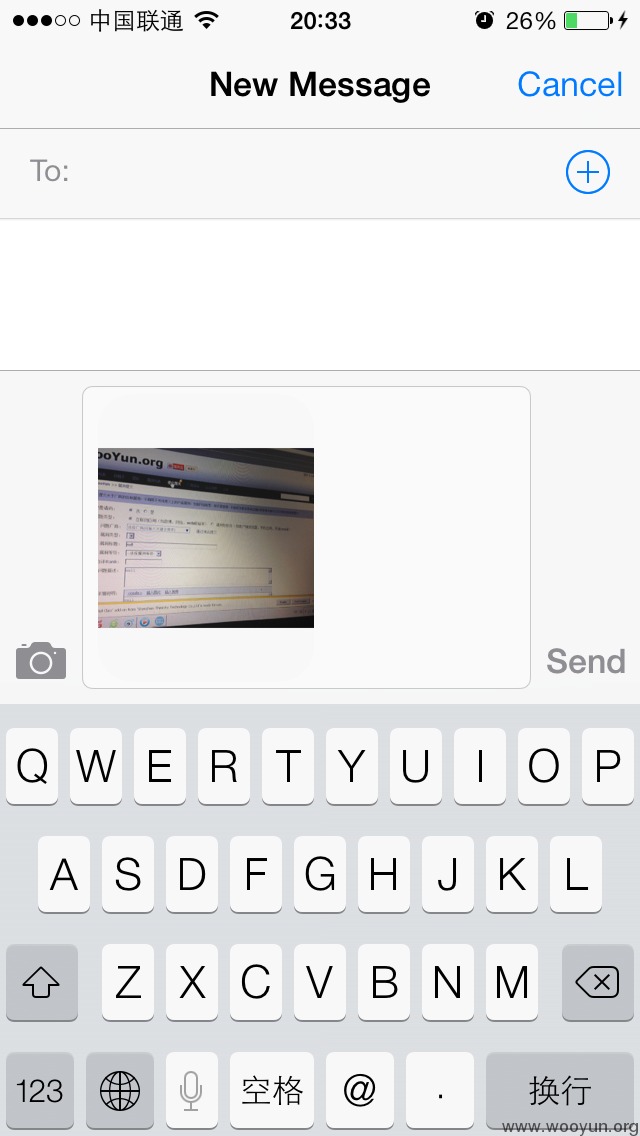 中国联通 20:33 26%
New Message Cancel
To:
ooYun.org
Send
Q W E R T Y U I O P
A S D F G H J K L
Z X C V B N M
123 空格 @ . 换行
www.wooyun.org